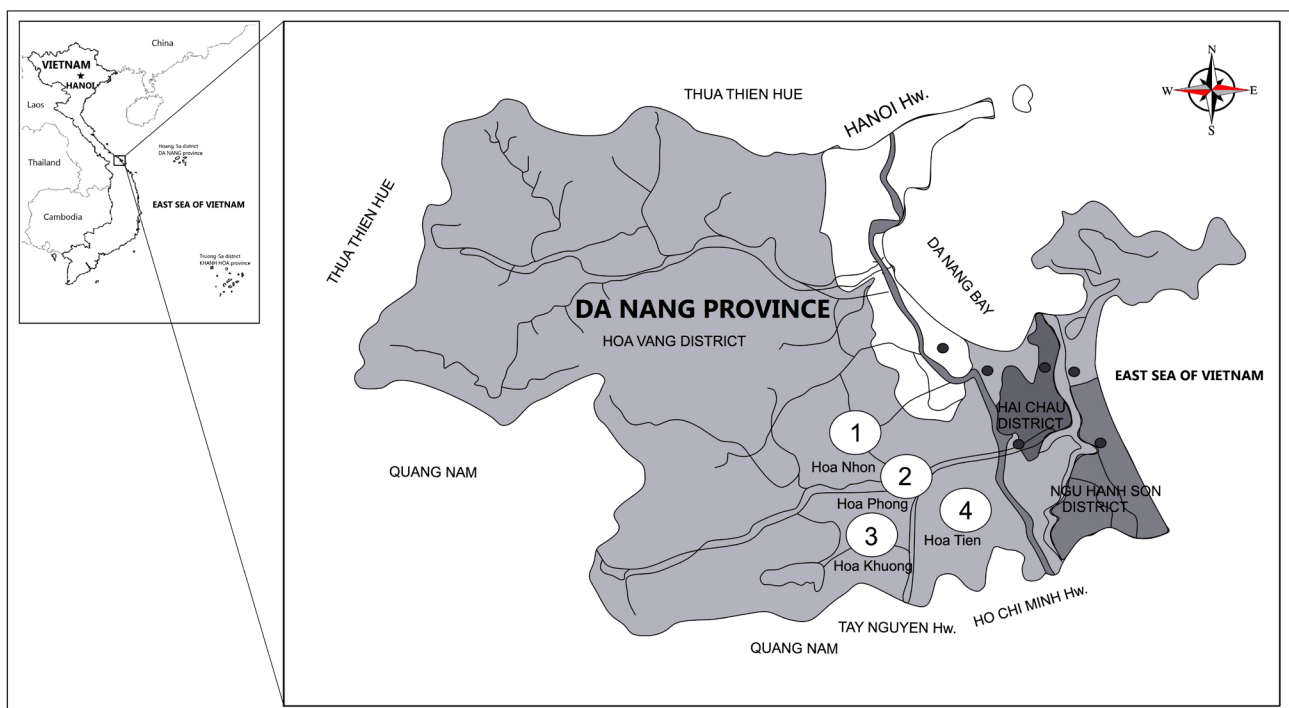 China
VIETNAM
HANOI
Laos
Hoang-Sa district
DA NANG province
Thailand
EAST SEA OF VIETNAM
Cambodia
Truong-Sa district
KHANH HOA province
N
W
E
S
THUA THIEN HUE
HANOI Hw.
THUA THIEN HUE
DA NANG BAY
DA NANG PROVINCE
HOA VANG DISTRICT
EAST SEA OF VIETNAM
HAI CHAU
DISTRICT
1
Hoa Nhon
QUANG NAM
2
Hoa Phong
NGU HANH SON
DISTRICT
3
Hoa Khuong
4
Hoa Tien
HO CHI MINH Hw.
TAY NGUYEN Hw.
QUANG NAM